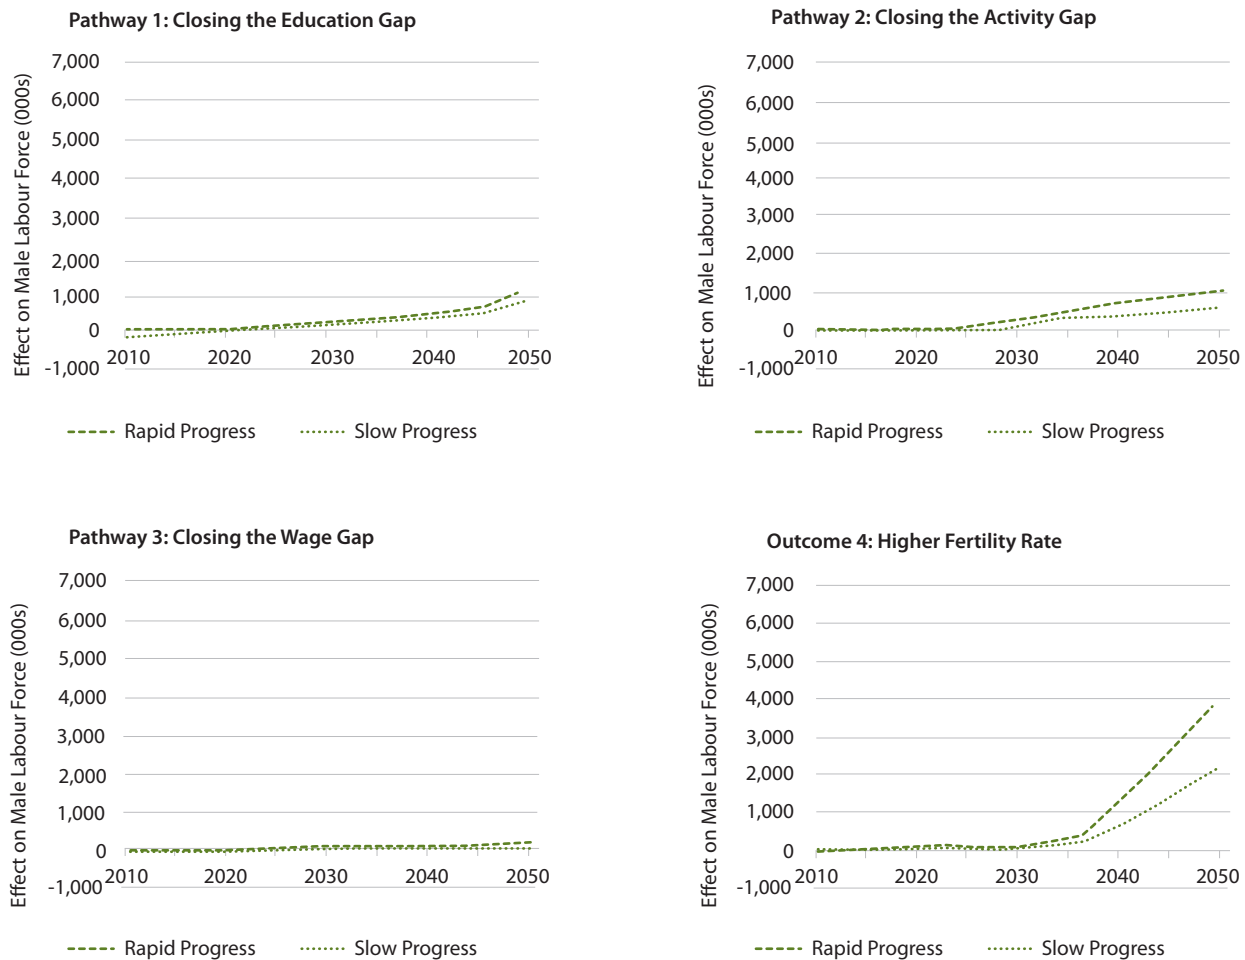 Pathway 1: Closing the Education Gap
Effect on Male Labour Force (000s)
7,000
6,000
5,000
4,000
3,000
2,000
1,000
0
-1,000
2010 2020 2030 2040 2050
Rapid Progress Slow Progress
Pathway 2: Closing the Activity Gap
Effect on Male Labour Force (000s)
7,000
6,000
5,000
4,000
3,000
2,000
1,000
0
-1,000
2010 2020 2030 2040 2050
Rapid Progress Slow Progress
Pathway 3: Closing the Wage Gap
Effect on Male Labour Force (000s)
7,000
6,000
5,000
4,000
3,000
2,000
1,000
0
-1,000
2010 2020 2030 2040 2050
Rapid Progress Slow Progress
Outcome 4: Higher Fertility Rate
Effect on Male Labour Force (000s)
7,000
6,000
5,000
4,000
3,000
2,000
1,000
0
-1,000
2010 2020 2030 2040 2050
Rapid Progress Slow Progress